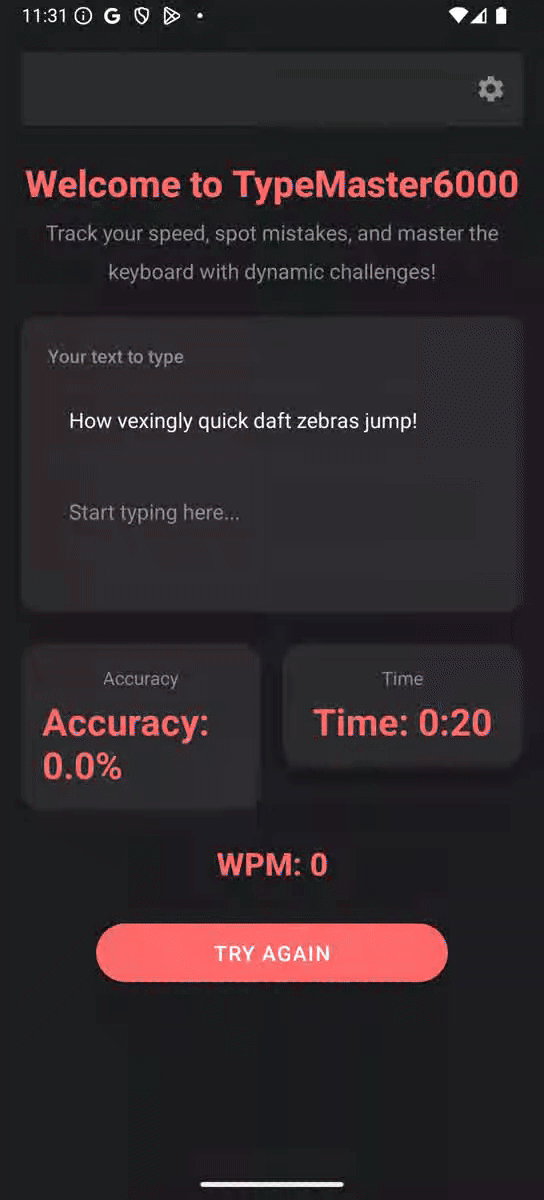 11:31
Welcome to TypeMaster6000
Track your speed, spot mistakes, and master the
keyboard with dynamic challenges!
Your text to type
How vexingly quick daft zebras jump!
Start typing here...
Accuracy
Time
Accuracy:
0.0%
Time: 0:20
WPM: 0
TRY AGAIN